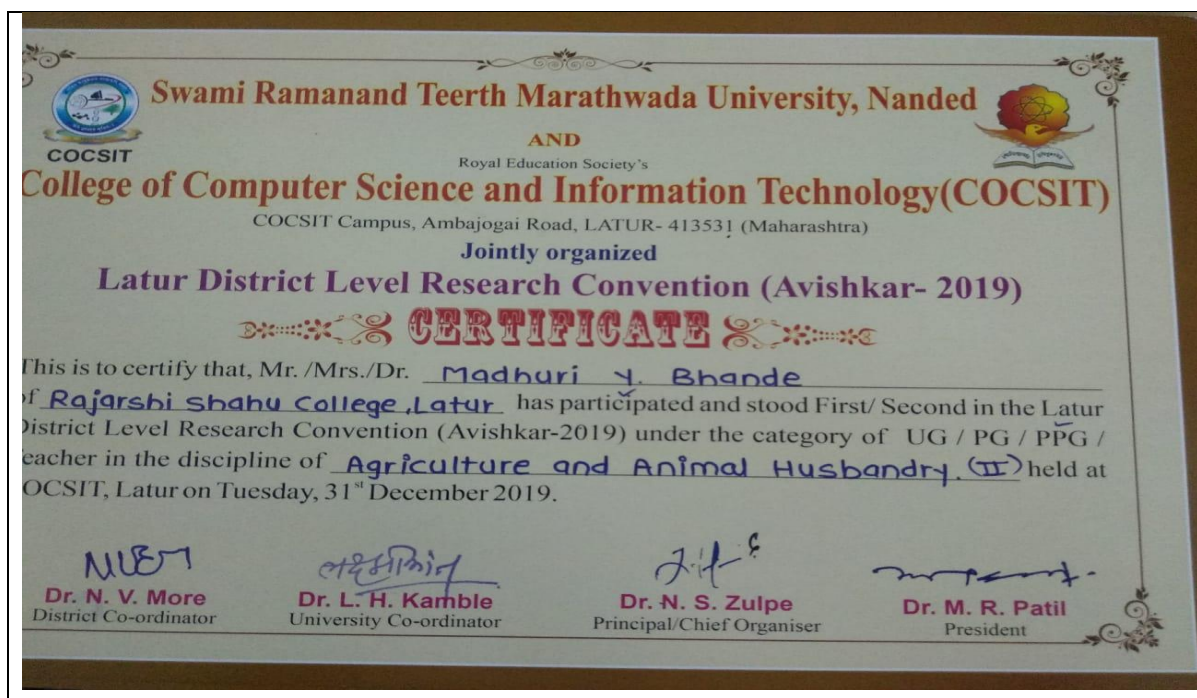 Swami Ramanand Teerth Marathwada University, Nanded
COCSIT
AND
Royal Education Society's
College of Computer Science and Information Technology(COCSIT)
COCSIT Campus, Ambajogai Road, LATUR- 413531 (Maharashtra)
Jointly organized
Latur District Level Research Convention (Avishkar- 2019)
CERTIFICATE
This is to certify that, Mr. /Mrs./Dr. Madhuri Y. Bhande
of Rajarshi Shahu College, Latur has participated and stood First/ Second in the Latur
District Level Research Convention (Avishkar-2019) under the category of UG / PG / PPG /
eacher in the discipline of Agriculture and Animal Husbandry. (II) held at
OCSIT, Latur on Tuesday, 31st December 2019.
Dr. N. V. More
District Co-ordinator
Dr. L. H. Kamble
University Co-ordinator
Dr. N. S. Zulpe
Principal/Chief Organiser
Dr. M. R. Patil
President